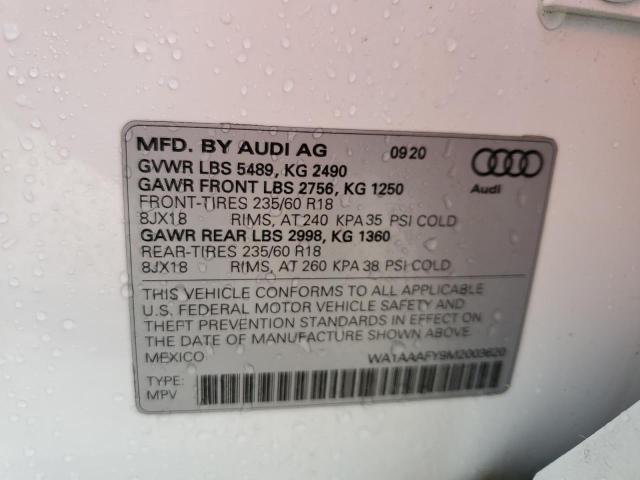 MFD. BY AUDI AG 0920
GVWR LBS 5489, KG 2490
GAWR FRONT LBS 2756, KG 1250
Audi
FRONT-TIRES 235/60 R18
8JX18 RIMS, AT 240 KPA 35 PSI COLD
GAWR REAR LBS 2998, KG 1360
REAR-TIRES 235/60 R18
8JX18 RIMS, AT 260 KPA 38 PSI COLD
THIS VEHICLE CONFORMS TO ALL APPLICABLE
U.S. FEDERAL MOTOR VEHICLE SAFETY AND
THEFT PREVENTION STANDARDS IN EFFECT ON
THE DATE OF MANUFACTURE SHOWN ABOVE.
MEXICO WA1AAAFY9M2003620
TYPE:
MPV